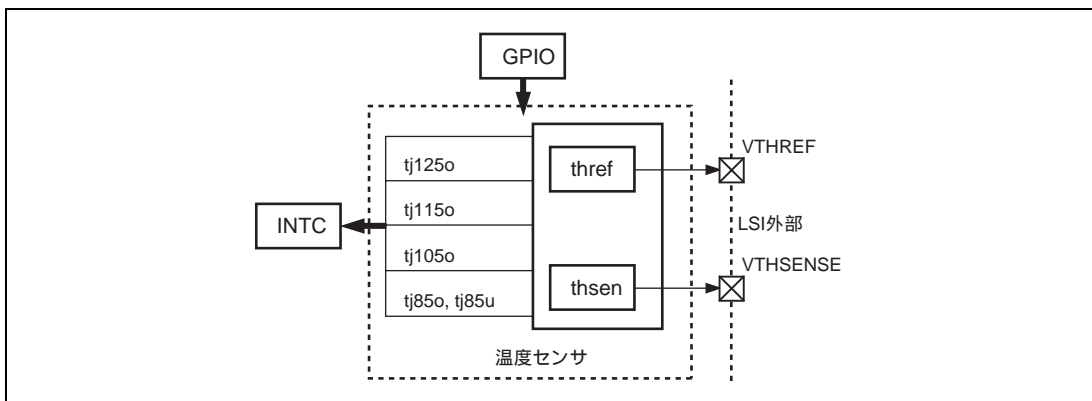 GPIO
tj125o
thref
VTHREF
tj115o
INTC
LSI外部
tj105o
VTHSENSE
thsen
tj85o, tj85u
温度センサ